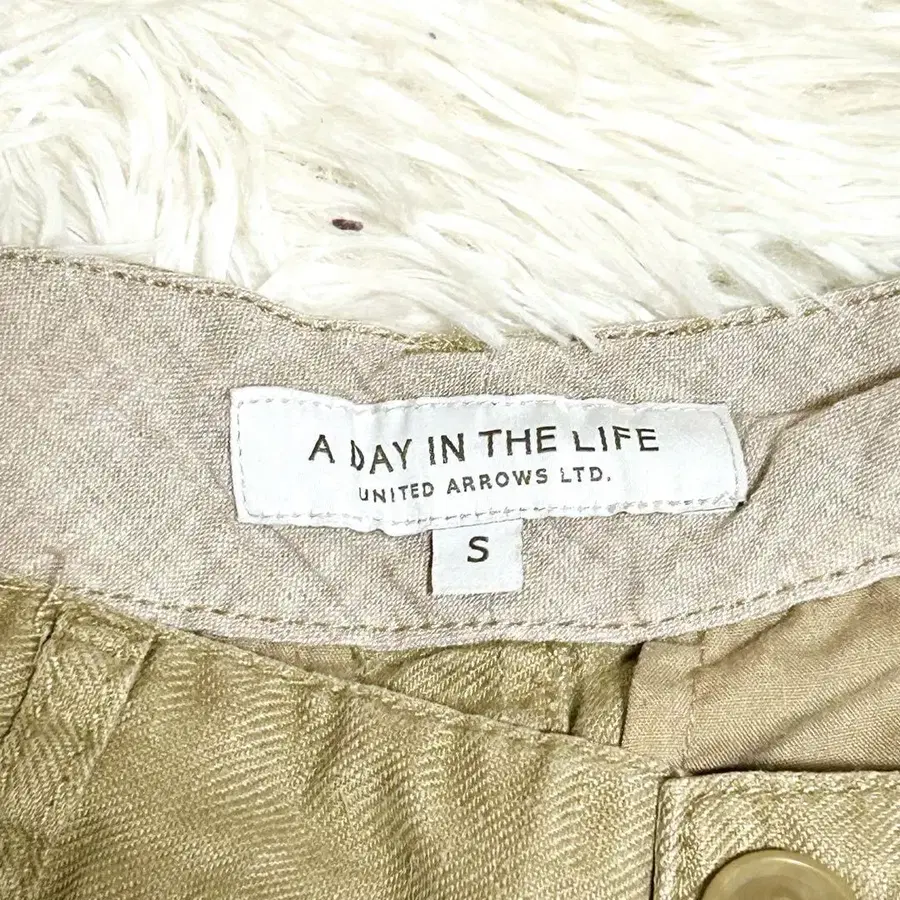 A DAY IN THE LIFE
UNITED ARROWS LTD.
S